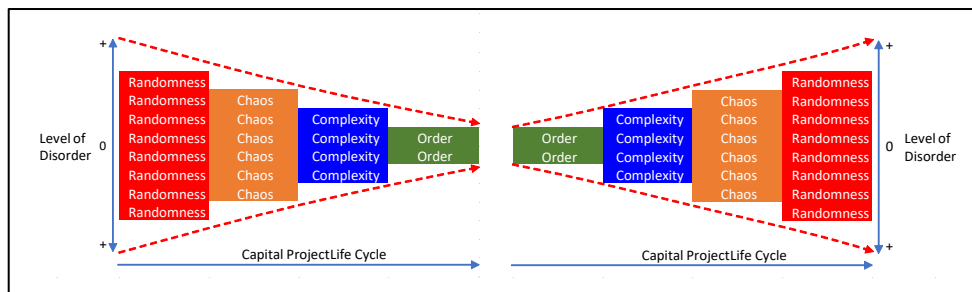 +
Level of
Disorder
0
+
Randomness
Randomness
Randomness
Randomness
Randomness
Randomness
Randomness
Randomness
Chaos
Chaos
Chaos
Chaos
Chaos
Chaos
Complexity
Complexity
Complexity
Complexity
Order
Order
Capital ProjectLife Cycle
Order
Order
Complexity
Complexity
Complexity
Complexity
Chaos
Chaos
Chaos
Chaos
Chaos
Chaos
Randomness
Randomness
Randomness
Randomness
Randomness
Randomness
Randomness
Randomness
+
0
Level of
Disorder
+
Capital ProjectLife Cycle